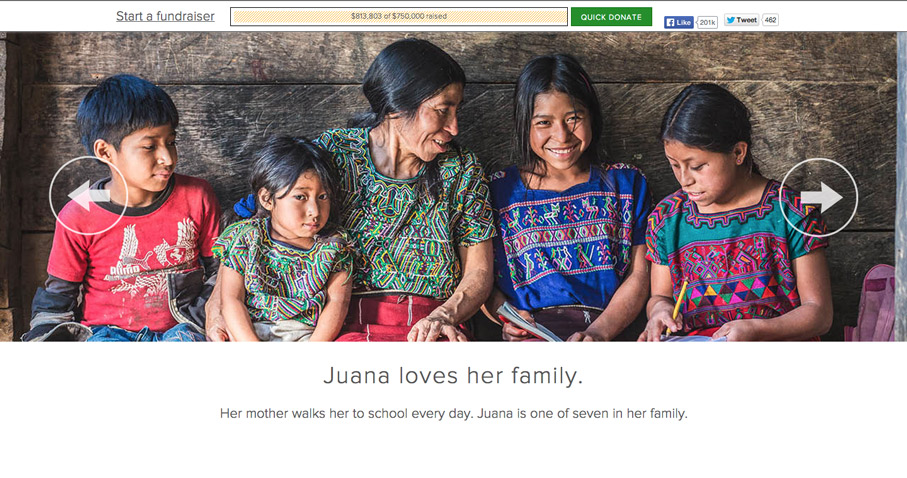 Start a fundraiser
$813,803 of $750,000 raised
QUICK DONATE
Like
201k
Tweet
462
PUMA
Juana loves her family.
Her mother walks her to school every day. Juana is one of seven in her family.